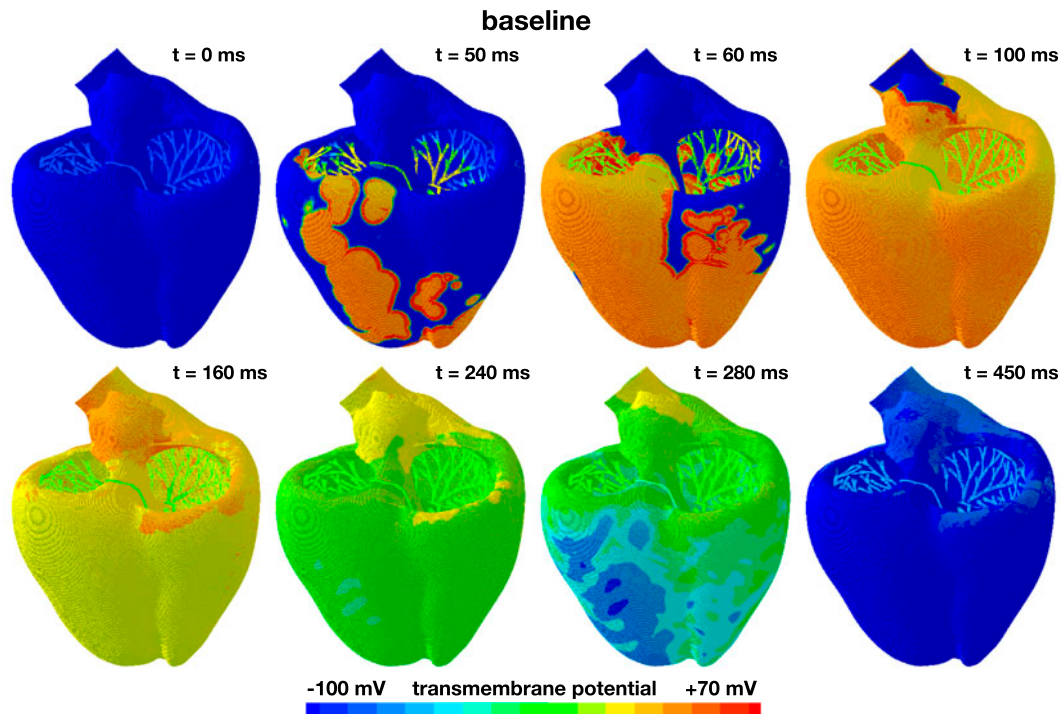 baseline
t = 0 ms
t = 50 ms
t = 60 ms
t = 100 ms
t = 160 ms
t = 240 ms
t = 280 ms
t = 450 ms
-100 mV transmembrane potential +70 mV